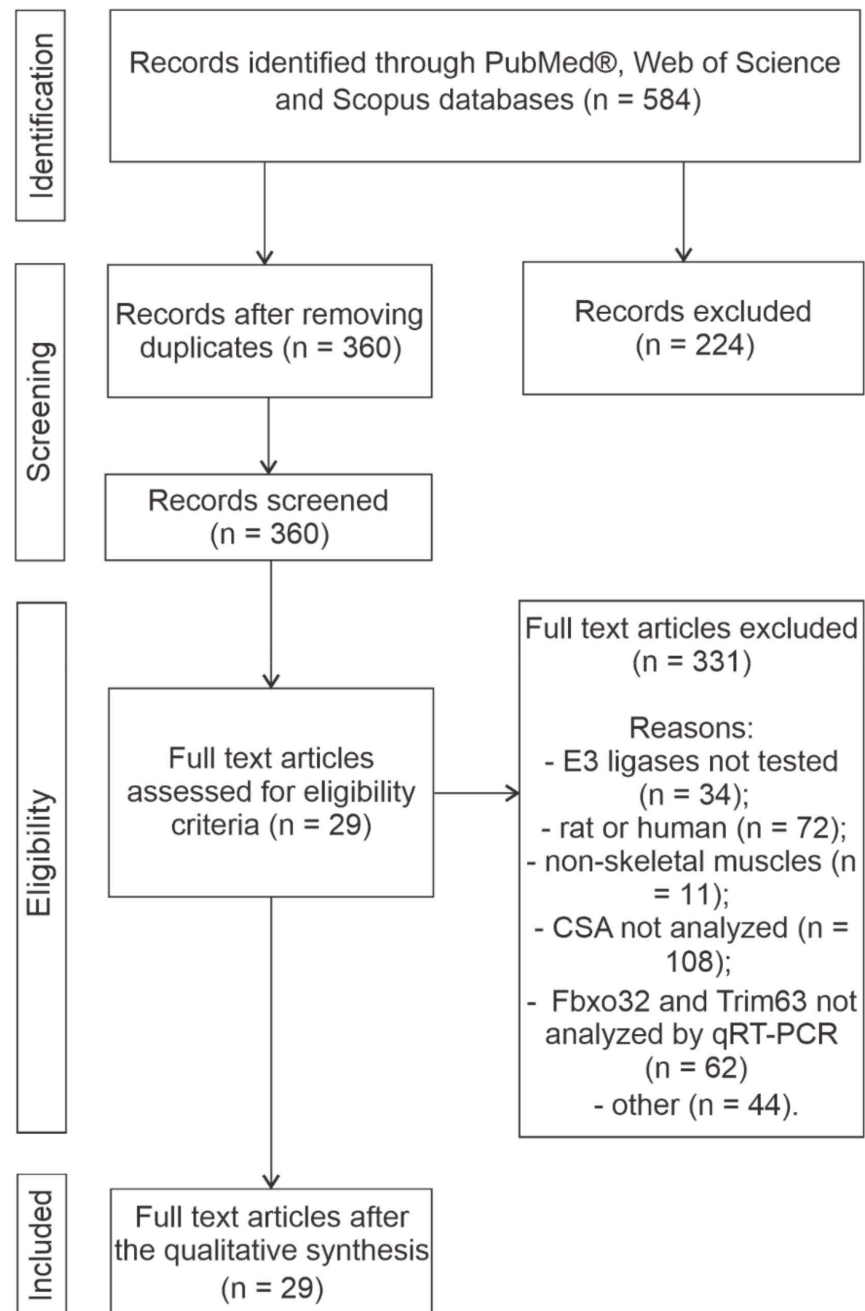 Identification
Records identified through PubMed®, Web of Science
and Scopus databases (n = 584)
Screening
Records after removing
duplicates (n = 360)
Records excluded
(n = 224)
Records screened
(n = 360)
Eligibility
Full text articles
assessed for eligibility
criteria (n = 29)
Full text articles excluded
(n = 331)
Reasons:
- E3 ligases not tested
(n = 34);
- rat or human (n = 72);
- non-skeletal muscles (n
= 11);
- CSA not analyzed (n =
108);
- Fbxo32 and Trim63 not
analyzed by qRT-PCR
(n = 62)
- other (n = 44).
Included
Full text articles after
the qualitative synthesis
(n = 29)